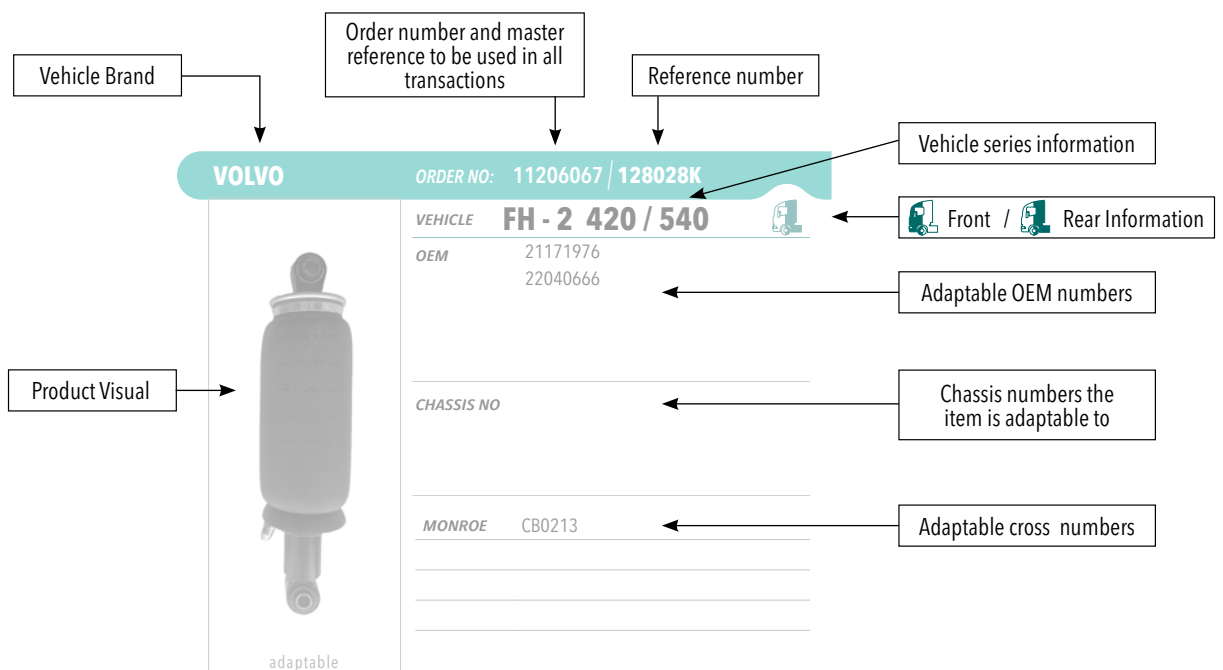 Order number and master
reference to be used in all
transactions
Vehicle Brand
Reference number
Vehicle series information
VOLVO
ORDER NO: 11206067 / 128028K
VEHICLE FH - 2 420 / 540
Front / Rear Information
OEM 21171976
22040666
Adaptable OEM numbers
Product Visual
CHASSIS NO
Chassis numbers the
item is adaptable to
MONROE CB0213
Adaptable cross numbers
adaptable